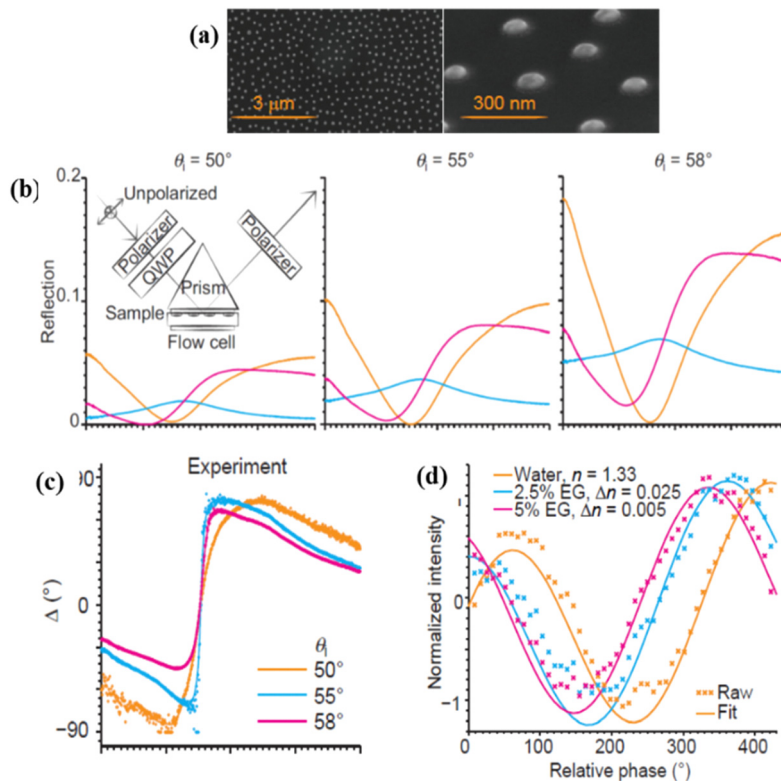 (a)
3 μm
300 nm
θi = 50°
θi = 55°
θi = 58°
(b)
0.2
0.1
0
Reflection
Unpolarized
Polarizer
QWP
Prism
Polarizer
Sample
Flow cell
(c)
Experiment
90
0
−90
Δ (°)
θi
50°
55°
58°
(d)
Water, n = 1.33
2.5% EG, Δn = 0.025
5% EG, Δn = 0.005
1
0
−1
Normalized intensity
Raw
Fit
0
100
200
300
400
Relative phase (°)